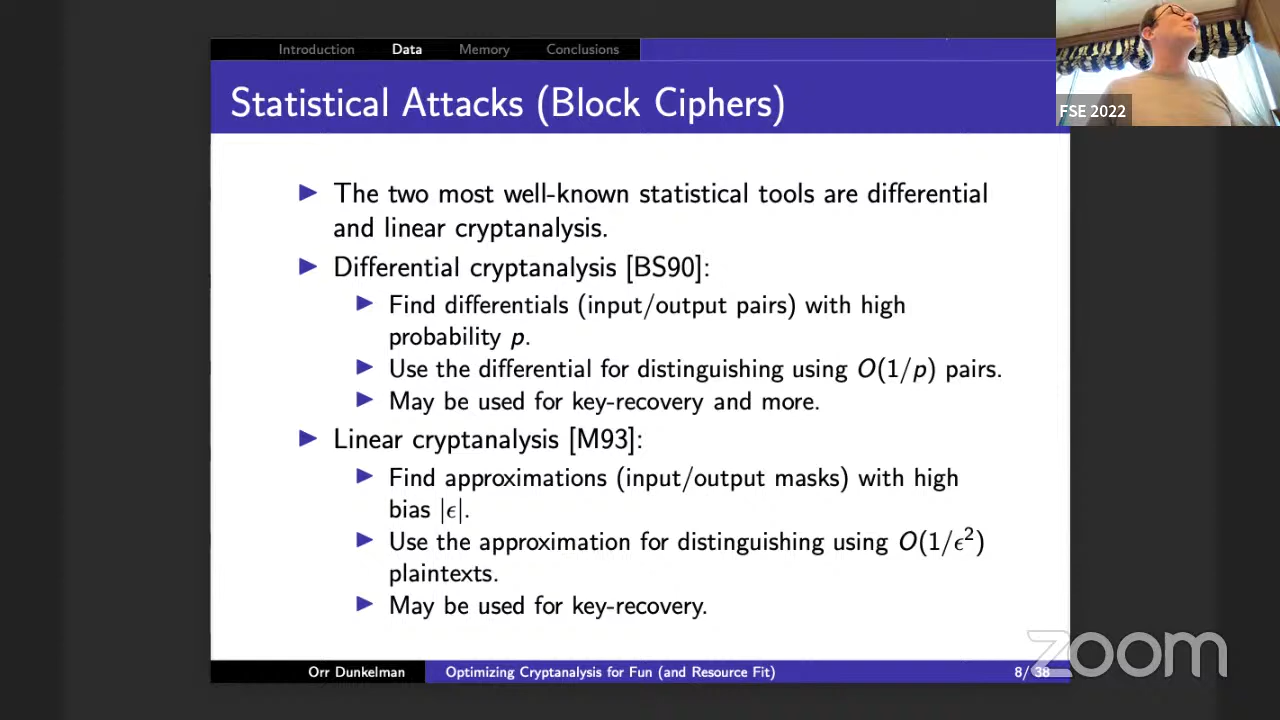 Introduction Data Memory Conclusions
Statistical Attacks (Block Ciphers)
FSE 2022
▶ The two most well-known statistical tools are differential
and linear cryptanalysis.
▶ Differential cryptanalysis [BS90]:
▶ Find differentials (input/output pairs) with high
probability p.
▶ Use the differential for distinguishing using O(1/p) pairs.
▶ May be used for key-recovery and more.
▶ Linear cryptanalysis [M93]:
▶ Find approximations (input/output masks) with high
bias |ϵ|.
▶ Use the approximation for distinguishing using O(1/ϵ²)
plaintexts.
▶ May be used for key-recovery.
Orr Dunkelman Optimizing Cryptanalysis for Fun (and Resource Fit) 8/38
zoom